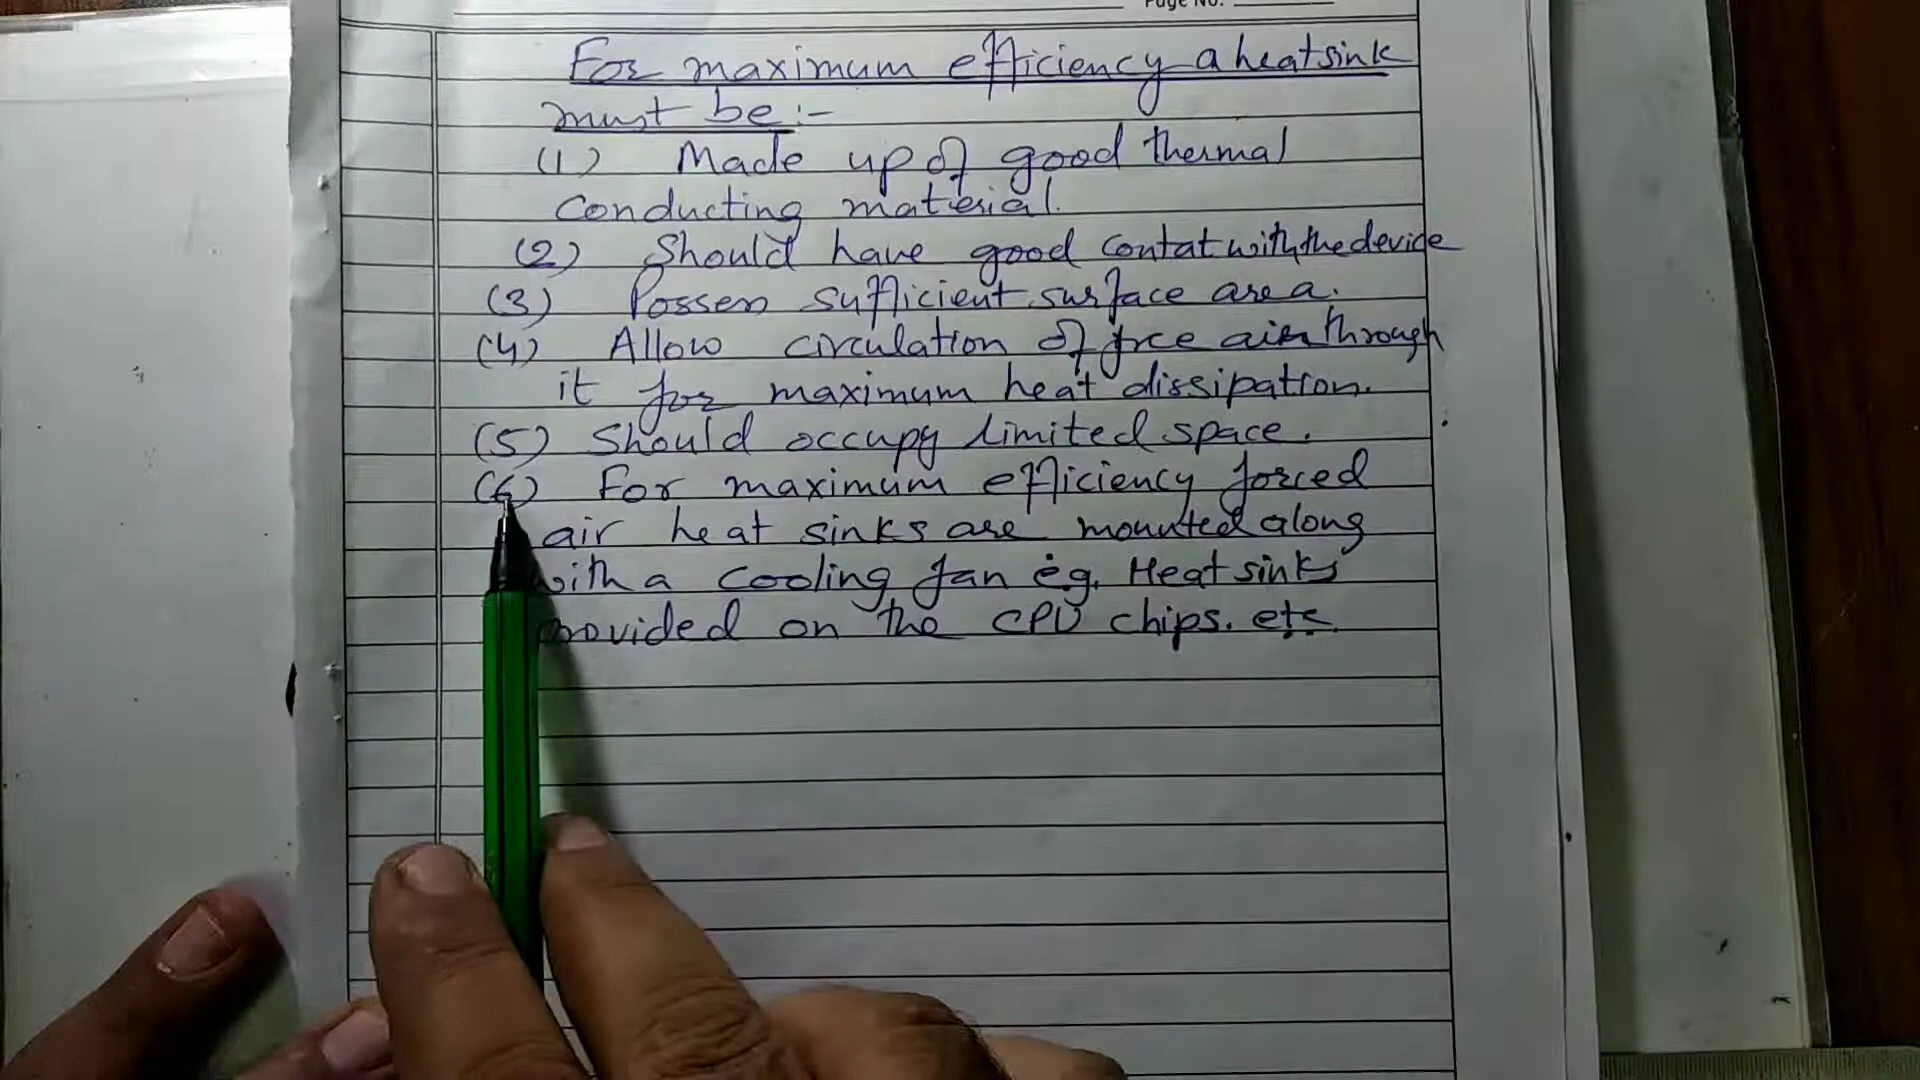 Page No.
For maximum efficiency a heatsink
must be:-
(1) Made up of good thermal
Conducting material.
(2) Should have good Contat with the device
(3) Possess sufficient surface area.
(4) Allow circulation of free air through
it for maximum heat dissipation.
(5) Should occupy limited space.
(6) For maximum efficiency forced
air heat sinks are mounted along
with a cooling fan e.g. Heat sinks
provided on the CPU chips. etc.